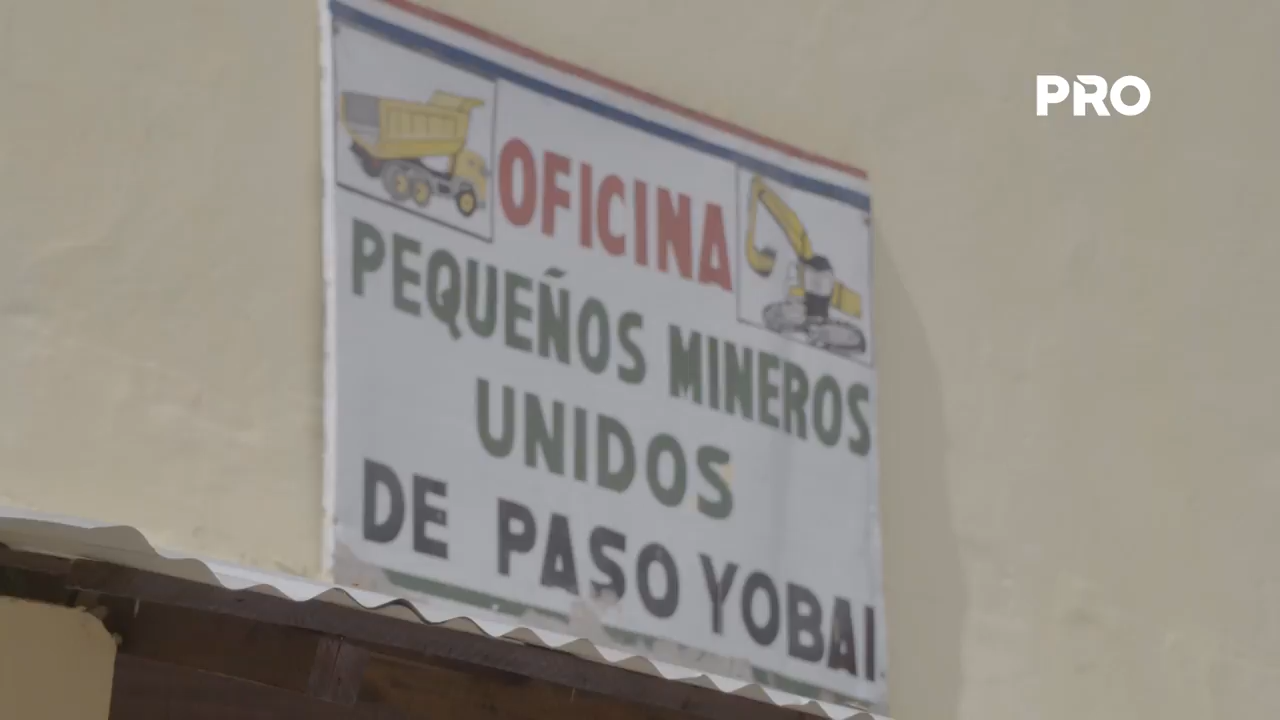 PRO
OFICINA
PEQUEÑOS MINEROS
UNIDOS
DE PASO YOBAI